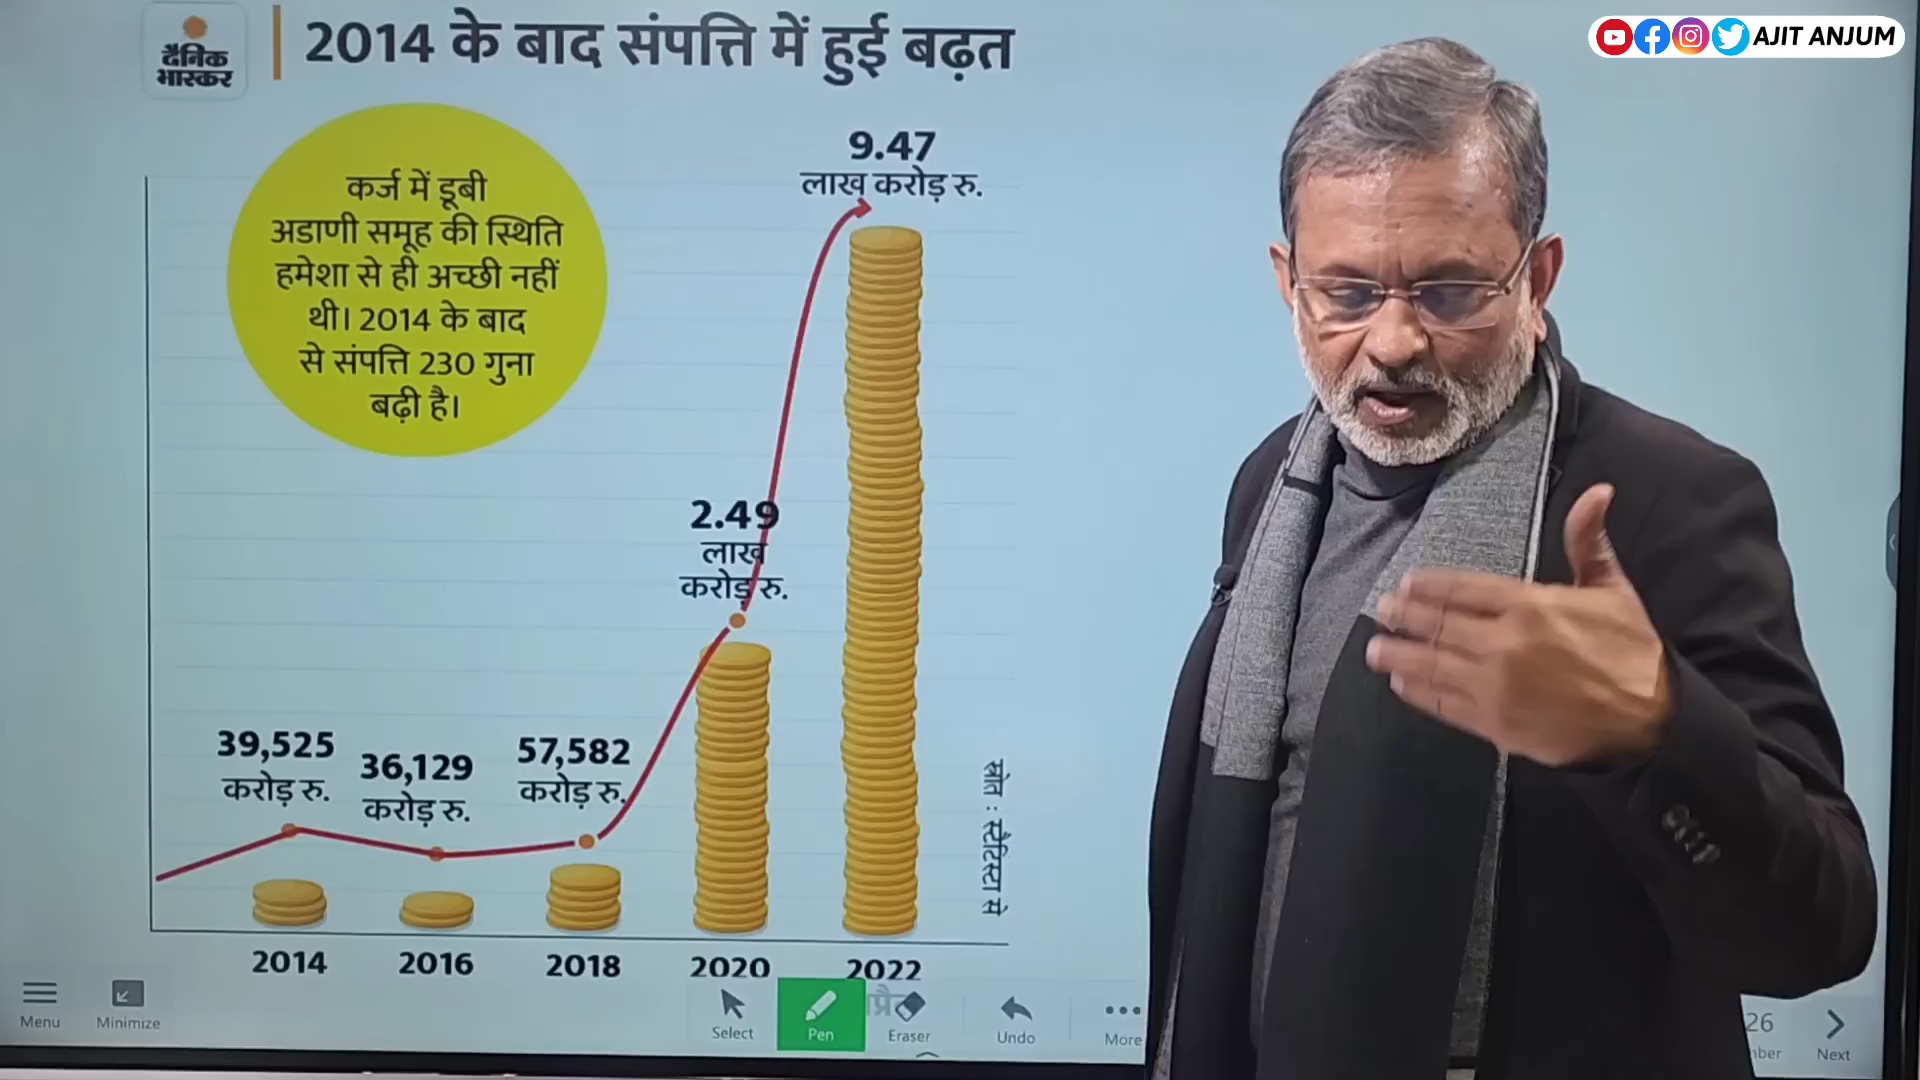 दैनिक
भास्कर
2014 के बाद संपत्ति में हुई बढ़त
AJIT ANJUM
कर्ज में डूबी
अडाणी समूह की स्थिति
हमेशा से ही अच्छी नहीं
थी। 2014 के बाद
से संपत्ति 230 गुना
बढ़ी है।
9.47
लाख करोड़ रु.
2.49
लाख
करोड़ रु.
39,525
करोड़ रु.
36,129
करोड़ रु.
57,582
करोड़ रु.
स्रोत : स्टैटिस्टा से
2014
2016
2018
2020
2022
Menu
Minimize
Select
Pen
Eraser
Undo
More
26
Next